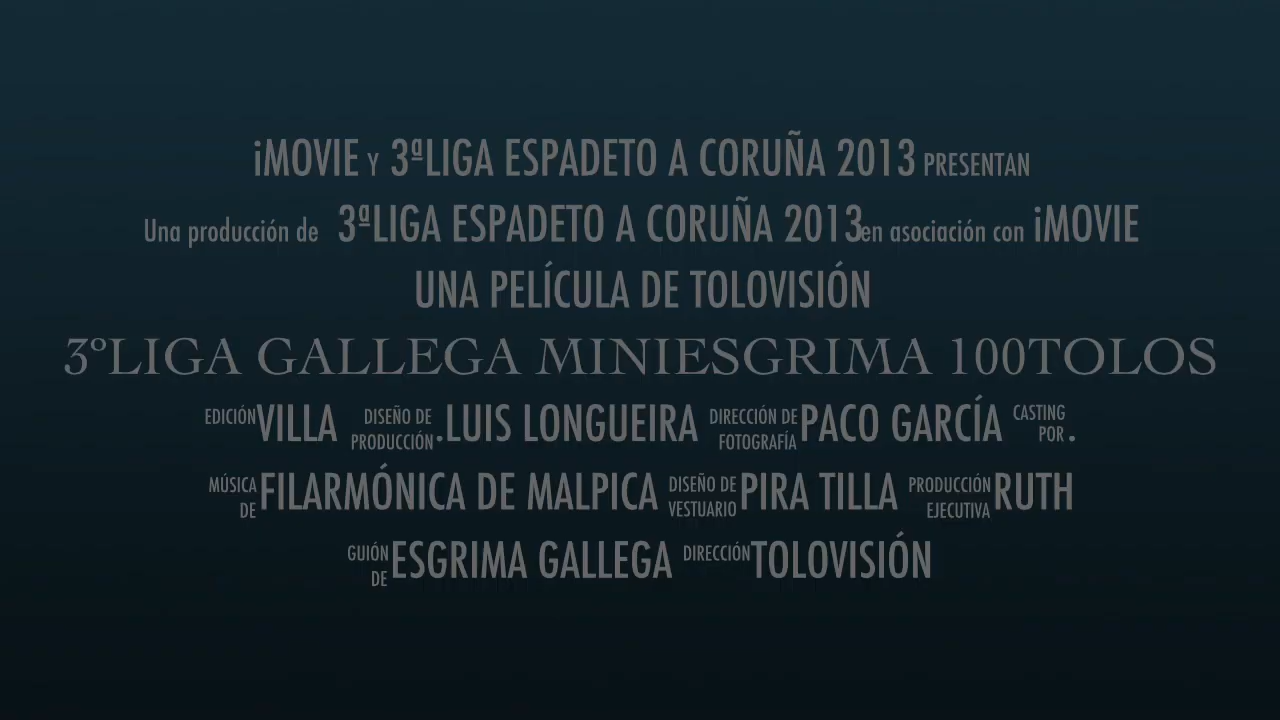 iMOVIE Y 3ªLIGA ESPADETO A CORUÑA 2013 PRESENTAN
Una producción de 3ªLIGA ESPADETO A CORUÑA 2013 en asociación con iMOVIE
UNA PELÍCULA DE TOLOVISIÓN
3ºLIGA GALLEGA MINIESGRIMA 100TOLOS
EDICIÓN VILLA DISEÑO DE PRODUCCIÓN .LUIS LONGUEIRA DIRECCIÓN DE FOTOGRAFÍA PACO GARCÍA CASTING POR .
MÚSICA DE FILARMÓNICA DE MALPICA DISEÑO DE VESTUARIO PIRA TILLA PRODUCCIÓN EJECUTIVA RUTH
GUIÓN DE ESGRIMA GALLEGA DIRECCIÓN TOLOVISIÓN